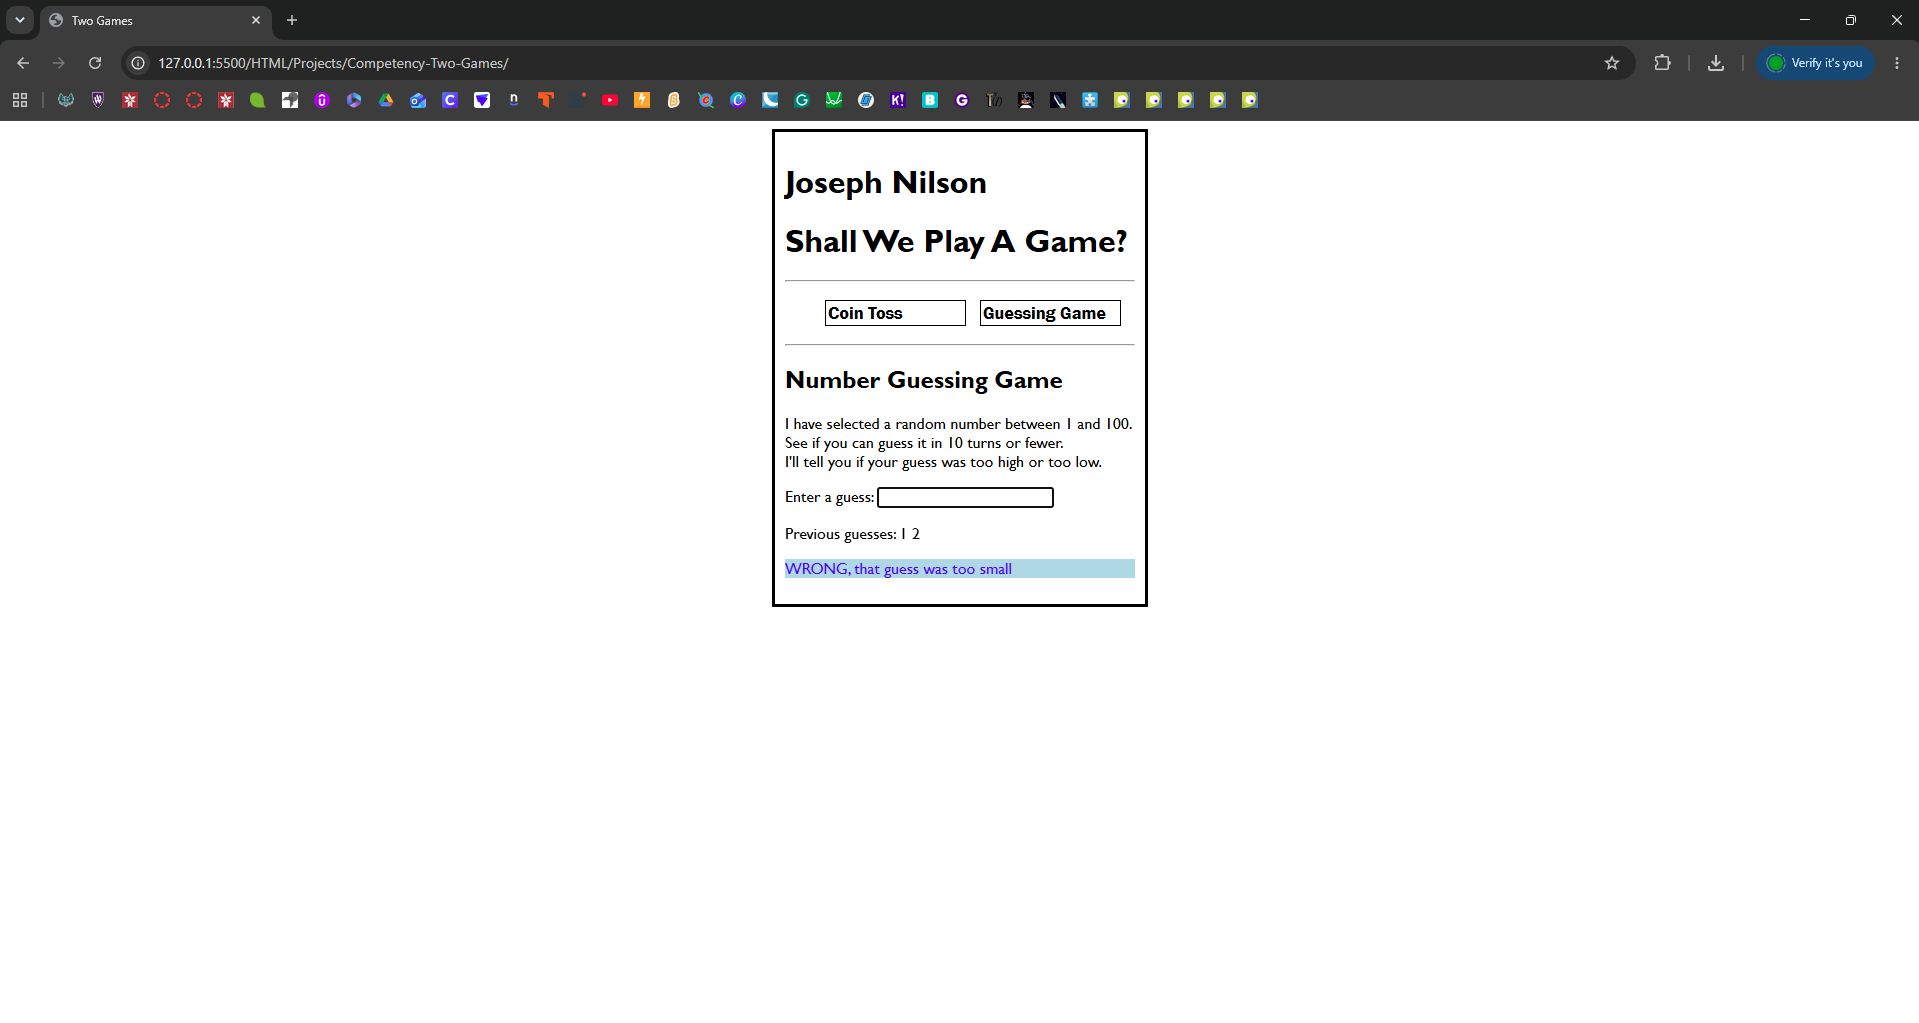 Two Games
127.0.0.1:5500/HTML/Projects/Competency-Two-Games/
Verify it's you
Joseph Nilson
Shall We Play A Game?
Coin Toss
Guessing Game
Number Guessing Game
I have selected a random number between 1 and 100.
See if you can guess it in 10 turns or fewer.
I'll tell you if your guess was too high or too low.
Enter a guess:
Previous guesses: 1 2
WRONG, that guess was too small